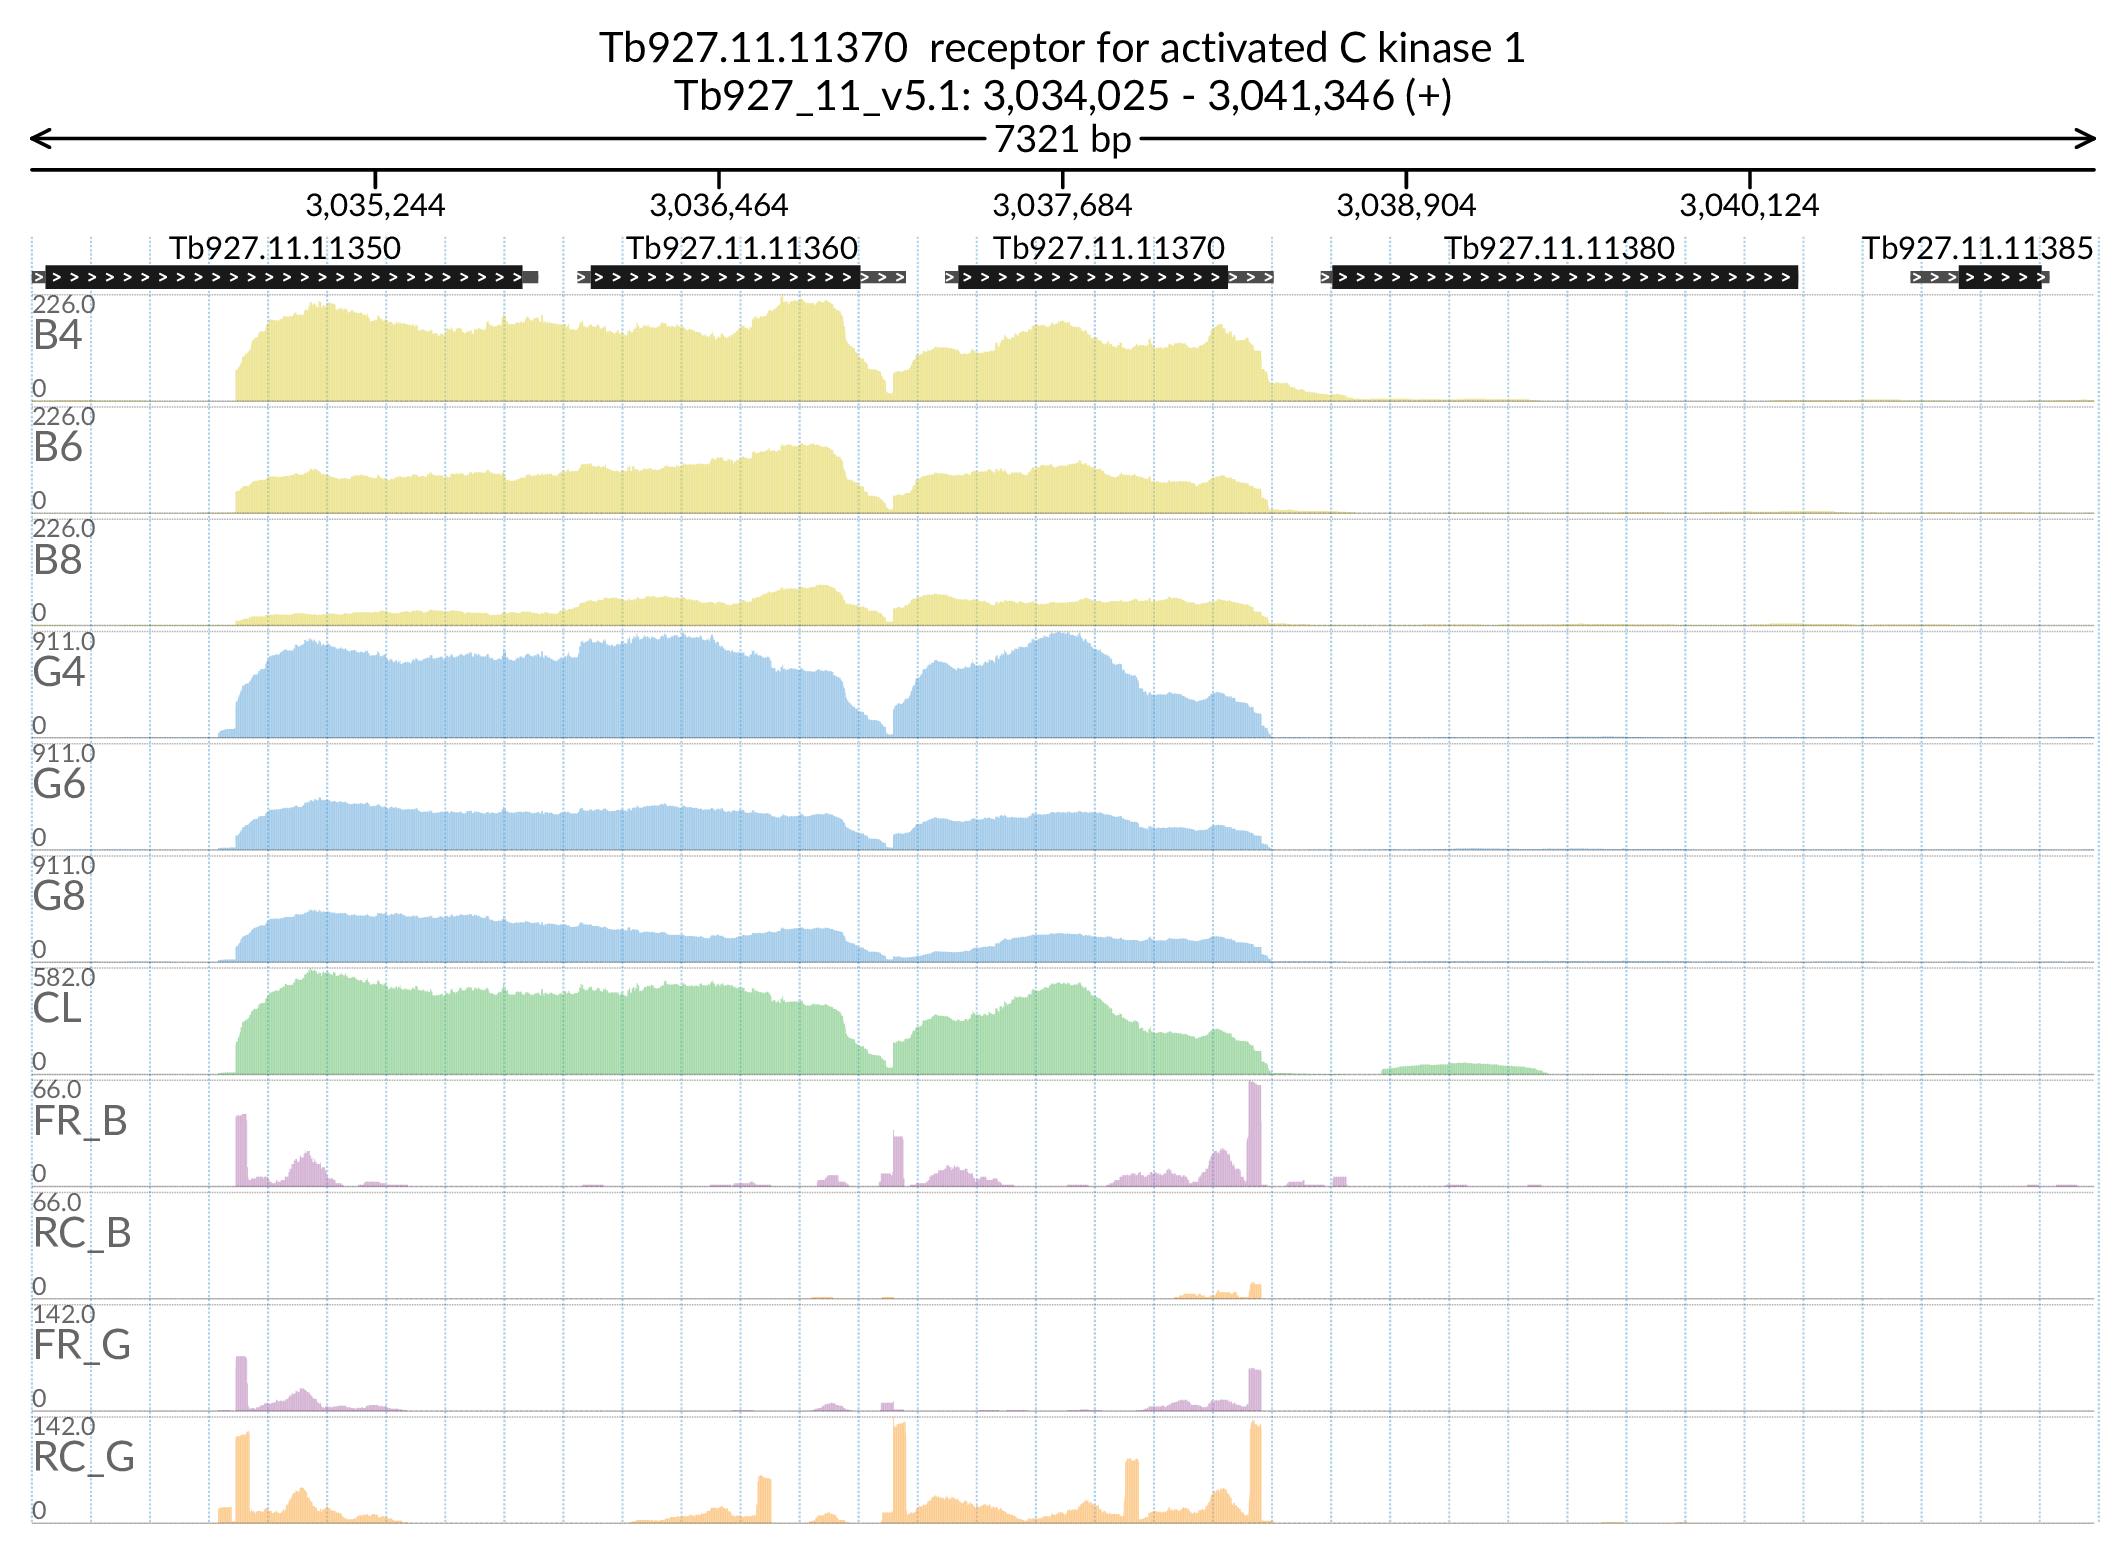 Tb927.11.11370  receptor for activated C kinase 1
Tb927_11_v5.1: 3,034,025 - 3,041,346 (+)
7321 bp
3,035,244 3,036,464 3,037,684 3,038,904 3,040,124
Tb927.11.11350 Tb927.11.11360 Tb927.11.11370 Tb927.11.11380 Tb927.11.11385
226.0
B4
0
226.0
B6
0
226.0
B8
0
911.0
G4
0
911.0
G6
0
911.0
G8
0
582.0
CL
0
66.0
FR_B
0
66.0
RC_B
0
142.0
FR_G
0
142.0
RC_G
0